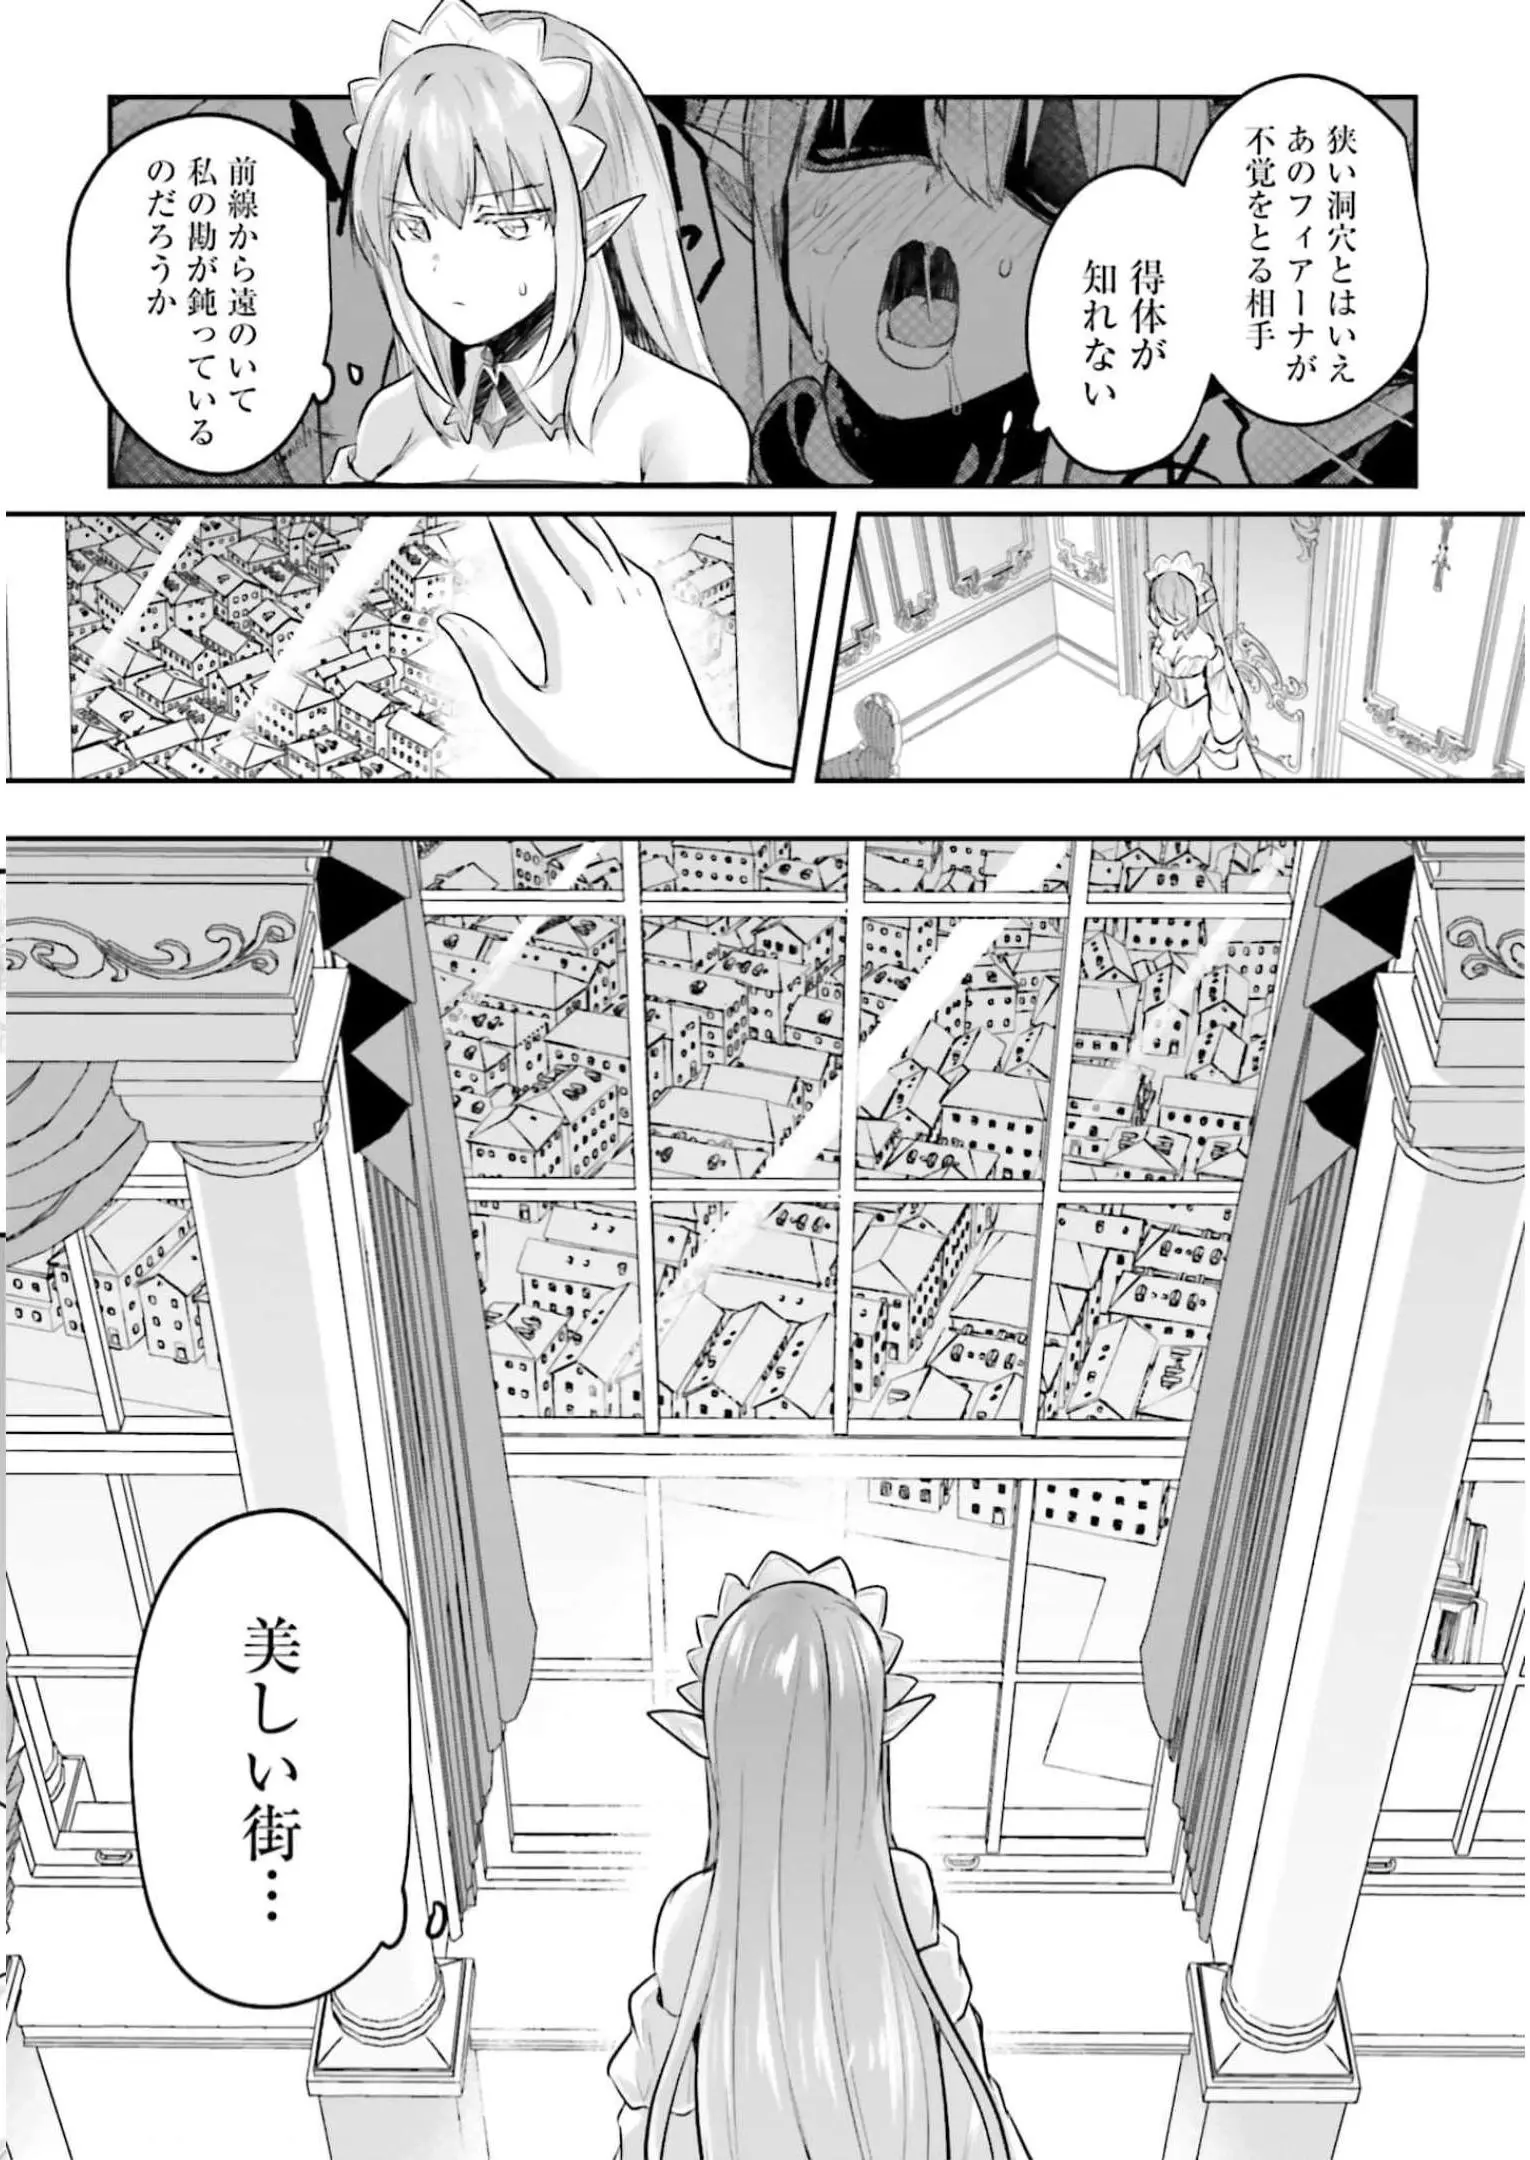 狭い洞穴とはいえ
あのフィアーナが
不覚をとる相手
得体が
知れない
前線から遠のいて
私の勘が鈍っている
のだろうか
美しい街…